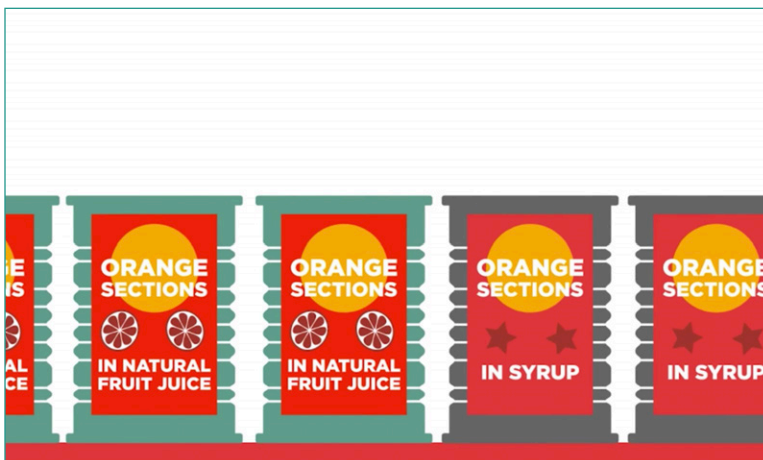 ORANGE
SECTIONS
IN NATURAL
FRUIT JUICE
ORANGE
SECTIONS
IN NATURAL
FRUIT JUICE
ORANGE
SECTIONS
IN SYRUP
ORANGE
SECTIONS
IN SYRUP